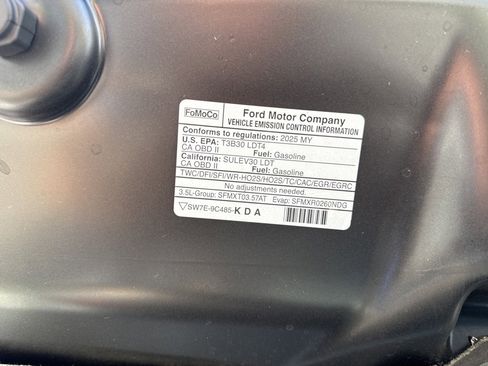 FoMoCo
Ford Motor Company
VEHICLE EMISSION CONTROL INFORMATION
Conforms to regulations: 2025 MY
U.S. EPA: T3B30 LDT4
CA OBD II Fuel: Gasoline
California: SULEV30 LDT
CA OBD II Fuel: Gasoline
TWC/DFI/SFI/WR-HO2S/HO2S/TC/CAC/EGR/EGRC
No adjustments needed.
3.5L-Group: SFMXT03.57AT Evap: SFMXR0260NDG
SW7E-9C485-KDA